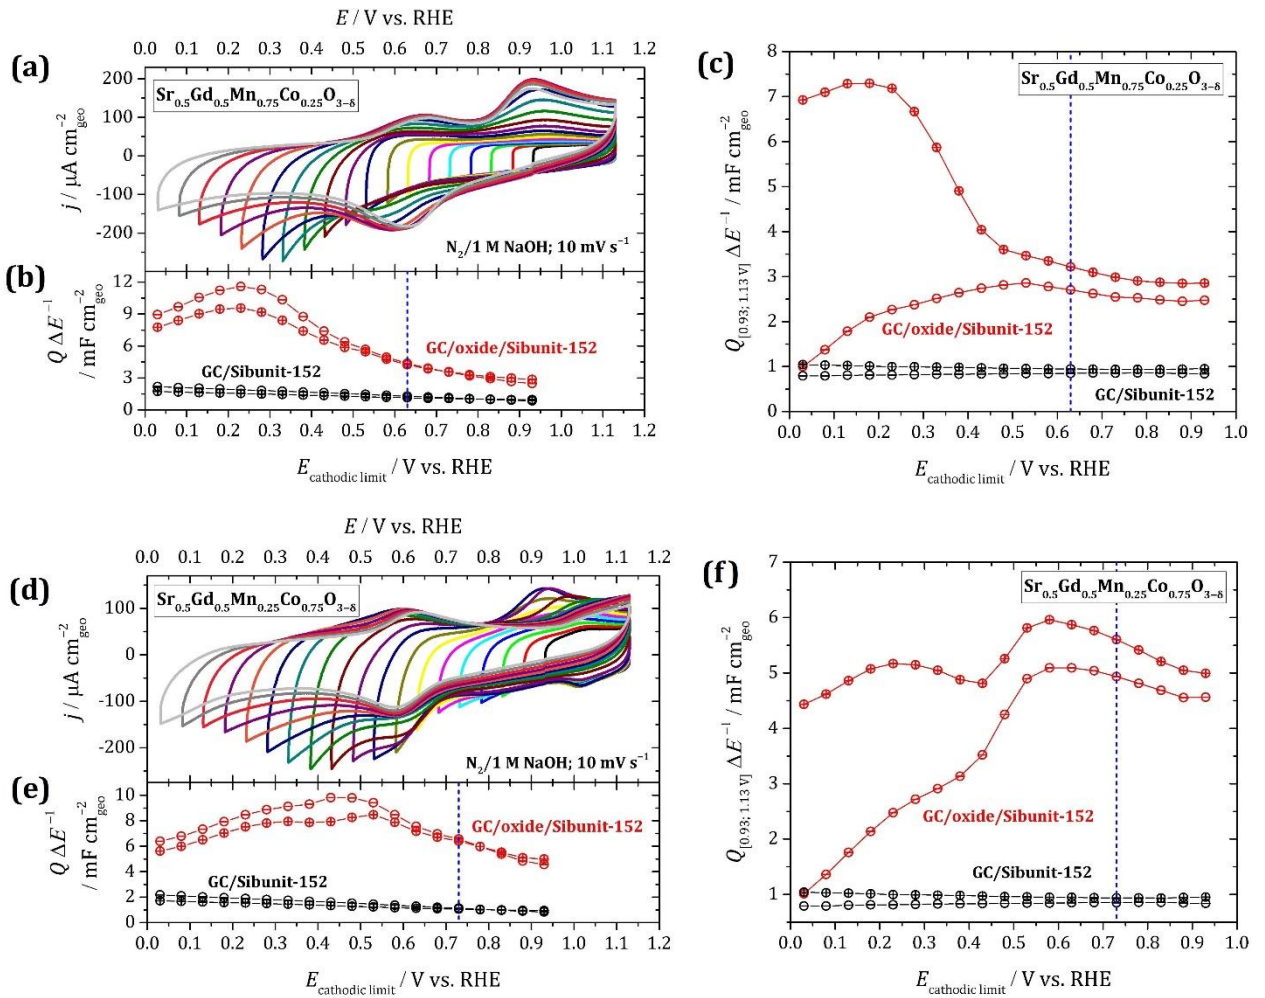 E / V vs. RHE
0.0 0.1 0.2 0.3 0.4 0.5 0.6 0.7 0.8 0.9 1.0 1.1 1.2
(a)
Sr0.5Gd0.5Mn0.75Co0.25O3−δ
200
100
0
-100
-200
j / µA cm−2geo
N2/1 M NaOH; 10 mV s−1
(b)
12
9
6
3
0
Q ΔE−1
/ mF cm−2geo
GC/oxide/Sibunit-152
GC/Sibunit-152
0.0 0.1 0.2 0.3 0.4 0.5 0.6 0.7 0.8 0.9 1.0 1.1 1.2
Ecathodic limit / V vs. RHE
(c)
Sr0.5Gd0.5Mn0.75Co0.25O3−δ
8
7
6
5
4
3
2
1
0
Q[0.93; 1.13 V] ΔE−1 / mF cm−2geo
GC/oxide/Sibunit-152
GC/Sibunit-152
0.0 0.1 0.2 0.3 0.4 0.5 0.6 0.7 0.8 0.9 1.0
Ecathodic limit / V vs. RHE
E / V vs. RHE
0.0 0.1 0.2 0.3 0.4 0.5 0.6 0.7 0.8 0.9 1.0 1.1 1.2
(d)
Sr0.5Gd0.5Mn0.25Co0.75O3−δ
100
0
-100
-200
j / µA cm−2geo
N2/1 M NaOH; 10 mV s−1
(e)
10
8
6
4
2
0
Q ΔE−1
/ mF cm−2geo
GC/oxide/Sibunit-152
GC/Sibunit-152
0.0 0.1 0.2 0.3 0.4 0.5 0.6 0.7 0.8 0.9 1.0 1.1 1.2
Ecathodic limit / V vs. RHE
(f)
Sr0.5Gd0.5Mn0.25Co0.75O3−δ
7
6
5
4
3
2
1
0
Q[0.93; 1.13 V] ΔE−1 / mF cm−2geo
GC/oxide/Sibunit-152
GC/Sibunit-152
0.0 0.1 0.2 0.3 0.4 0.5 0.6 0.7 0.8 0.9 1.0
Ecathodic limit / V vs. RHE